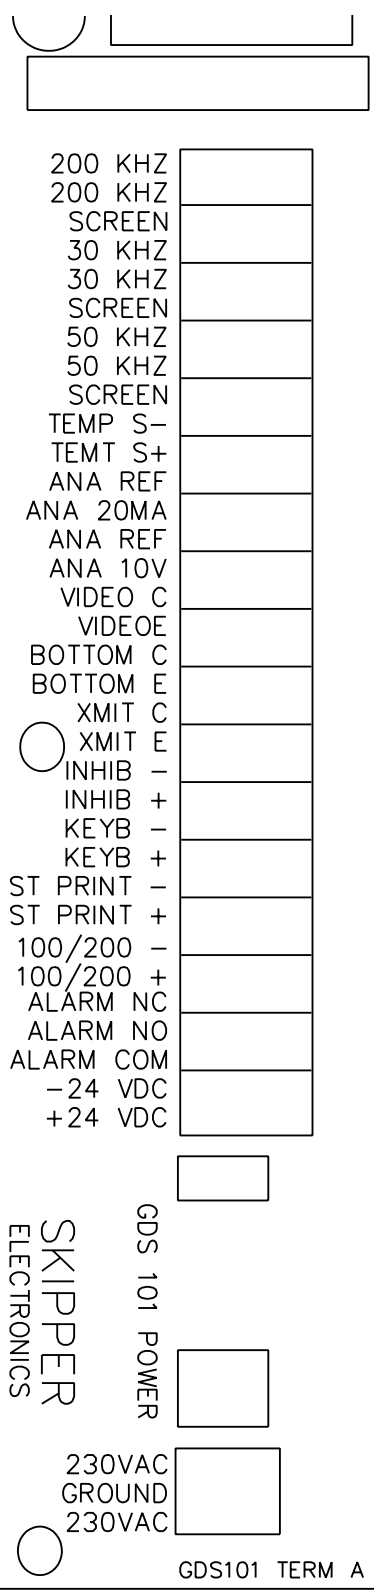 200 KHZ
200 KHZ
SCREEN
30 KHZ
30 KHZ
SCREEN
50 KHZ
50 KHZ
SCREEN
TEMP S-
TEMT S+
ANA REF
ANA 20MA
ANA REF
ANA 10V
VIDEO C
VIDEOE
BOTTOM C
BOTTOM E
XMIT C
XMIT E
INHIB -
INHIB +
KEYB -
KEYB +
ST PRINT -
ST PRINT +
100/200 -
100/200 +
ALARM NC
ALARM NO
ALARM COM
-24 VDC
+24 VDC
GDS 101 POWER
SKIPPER
ELECTRONICS
230VAC
GROUND
230VAC
GDS101 TERM A